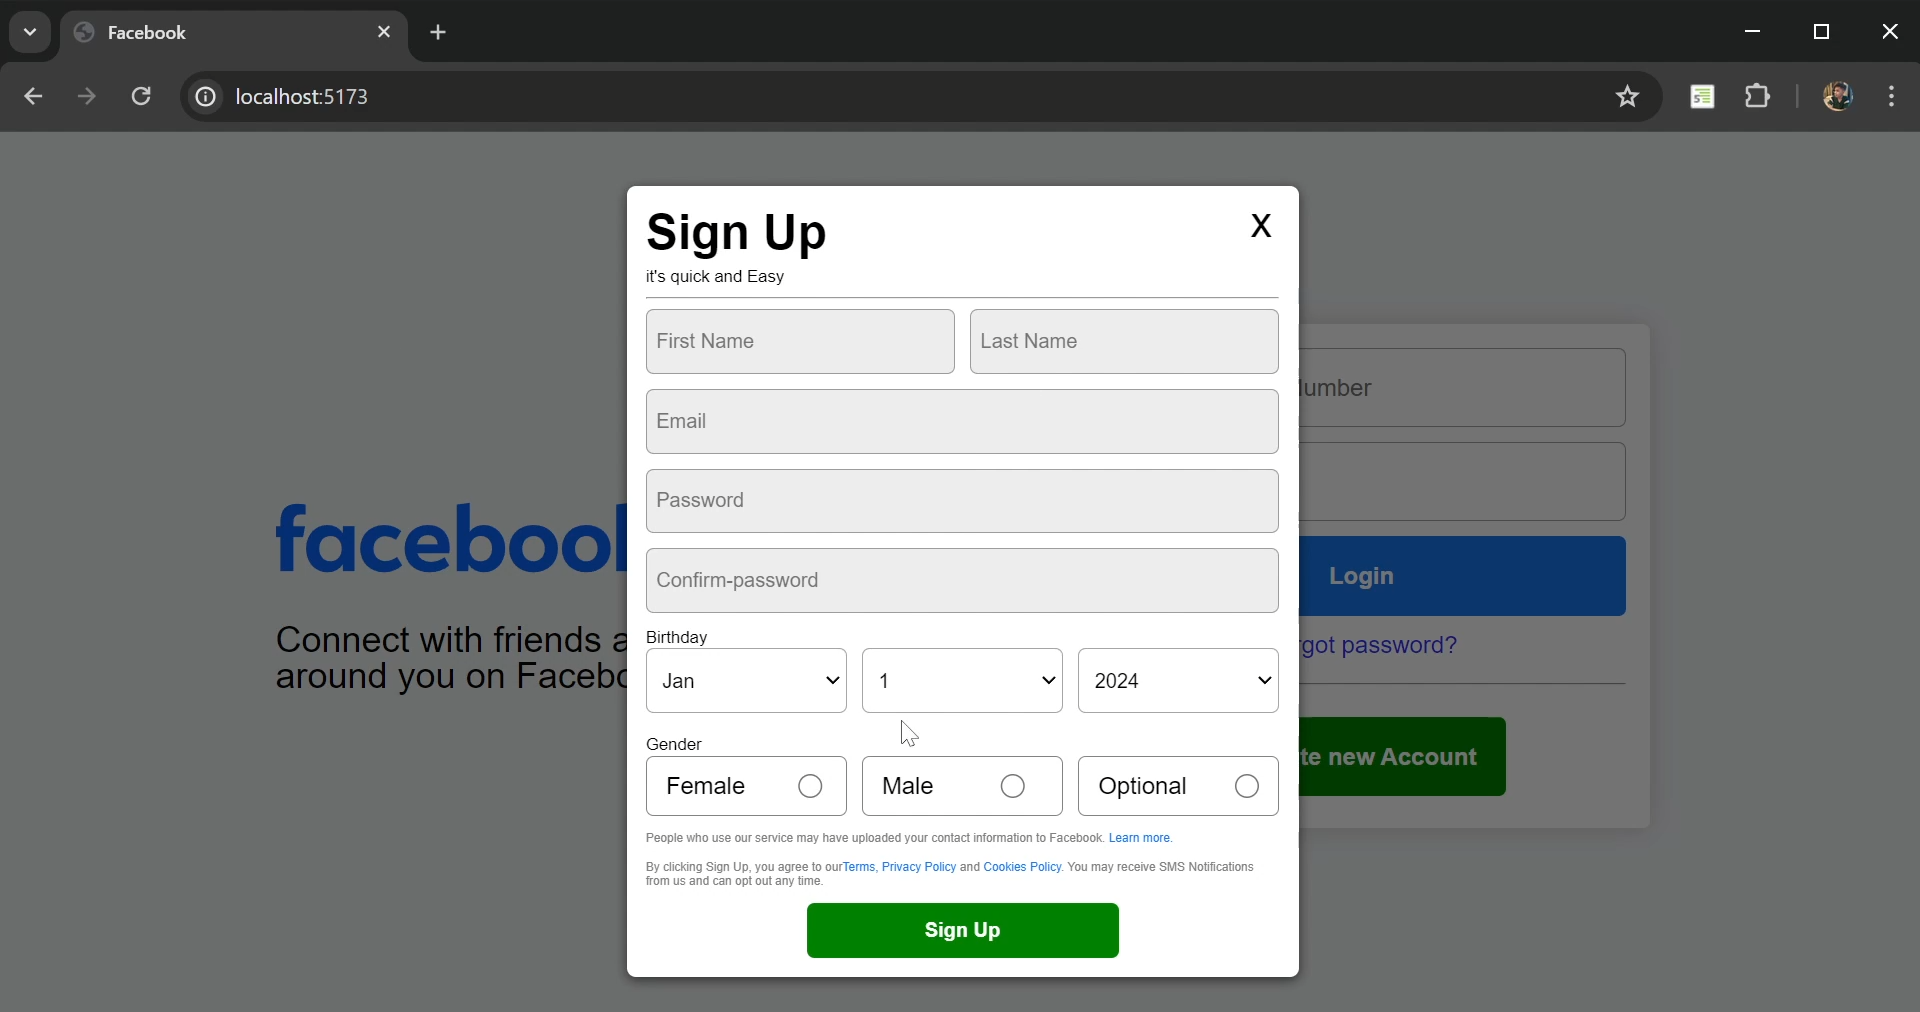 Facebook
localhost:5173
Sign Up
X
it's quick and Easy
First Name
Last Name
umber
Email
Password
facebook
Confirm-password
Login
Connect with friends a
around you on Facebo
Birthday
rgot password?
Jan
1
2024
Gender
te new Account
Female
Male
Optional
People who use our service may have uploaded your contact information to Facebook. Learn more.
By clicking Sign Up, you agree to ourTerms, Privacy Policy and Cookies Policy. You may receive SMS Notifications
from us and can opt out any time.
Sign Up